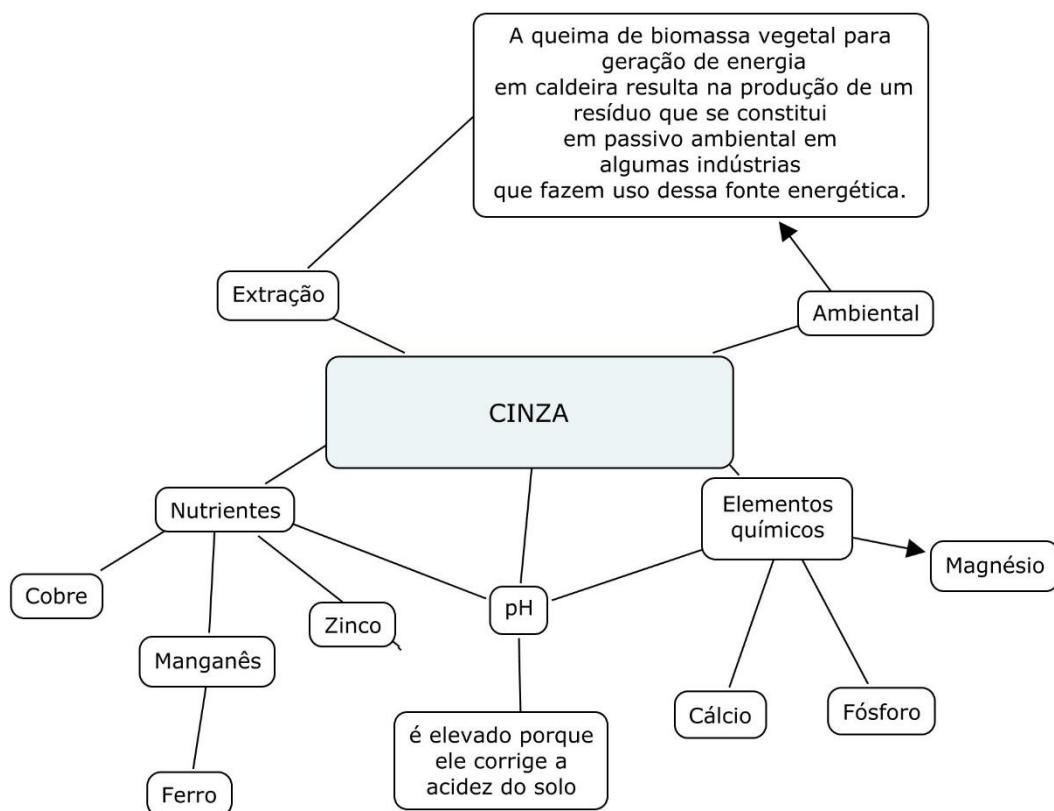 A queima de biomassa vegetal para
geração de energia
em caldeira resulta na produção de um
resíduo que se constitui
em passivo ambiental em
algumas indústrias
que fazem uso dessa fonte energética.
Extração
Ambiental
CINZA
Nutrientes
Elementos
químicos
Magnésio
Cobre
Zinco
pH
Manganês
Cálcio
Fósforo
é elevado porque
ele corrige a
acidez do solo
Ferro